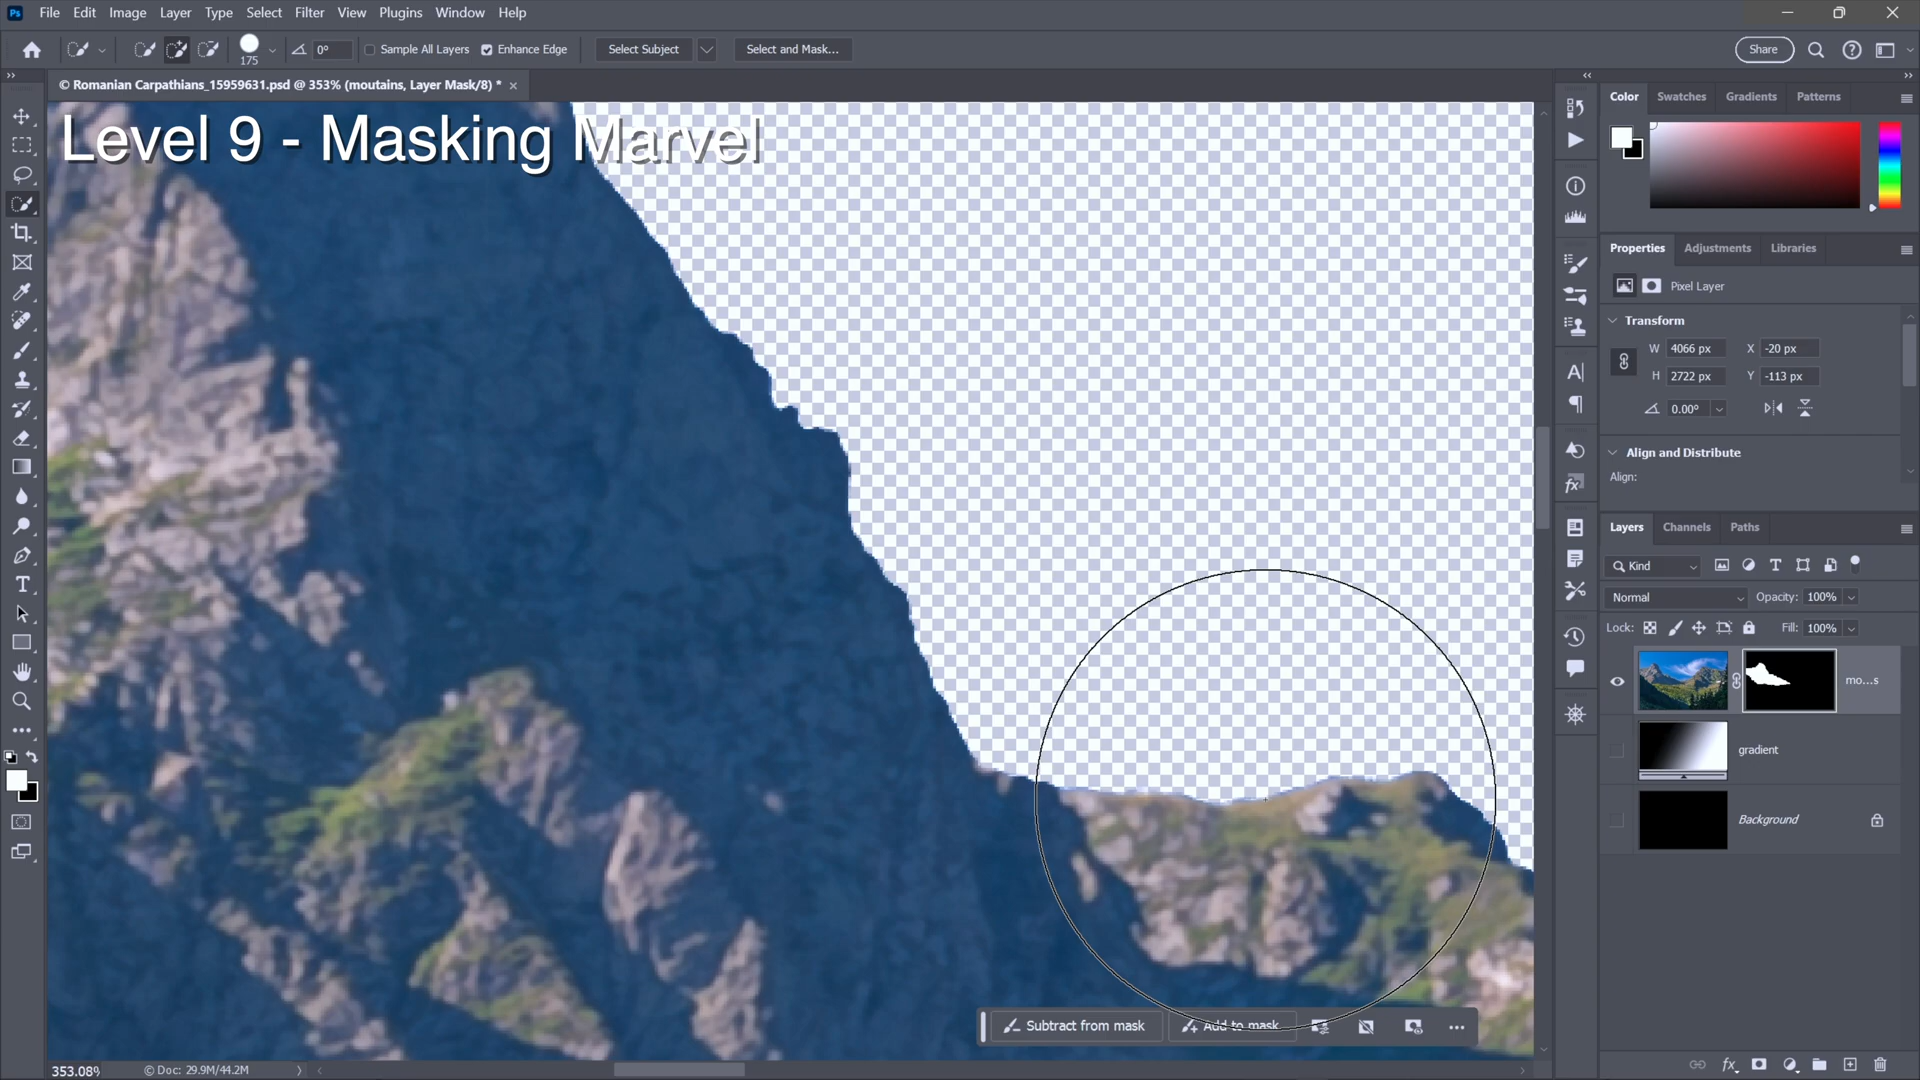 Ps File Edit Image Layer Type Select Filter View Plugins Window Help
175 0° Sample All Layers Enhance Edge Select Subject Select and Mask... Share
© Romanian Carpathians_15959631.psd @ 353% (moutains, Layer Mask/8) * ×
Level 9 - Masking Marvel
Color Swatches Gradients Patterns
Properties Adjustments Libraries
Pixel Layer
Transform
W 4066 px X -20 px
H 2722 px Y -113 px
0.00°
Align and Distribute
Align:
Layers Channels Paths
Kind
Normal Opacity: 100%
Lock: Fill: 100%
mo...s
gradient
Background
Subtract from mask Add to mask
353.08% © Doc: 29.9M/44.2M